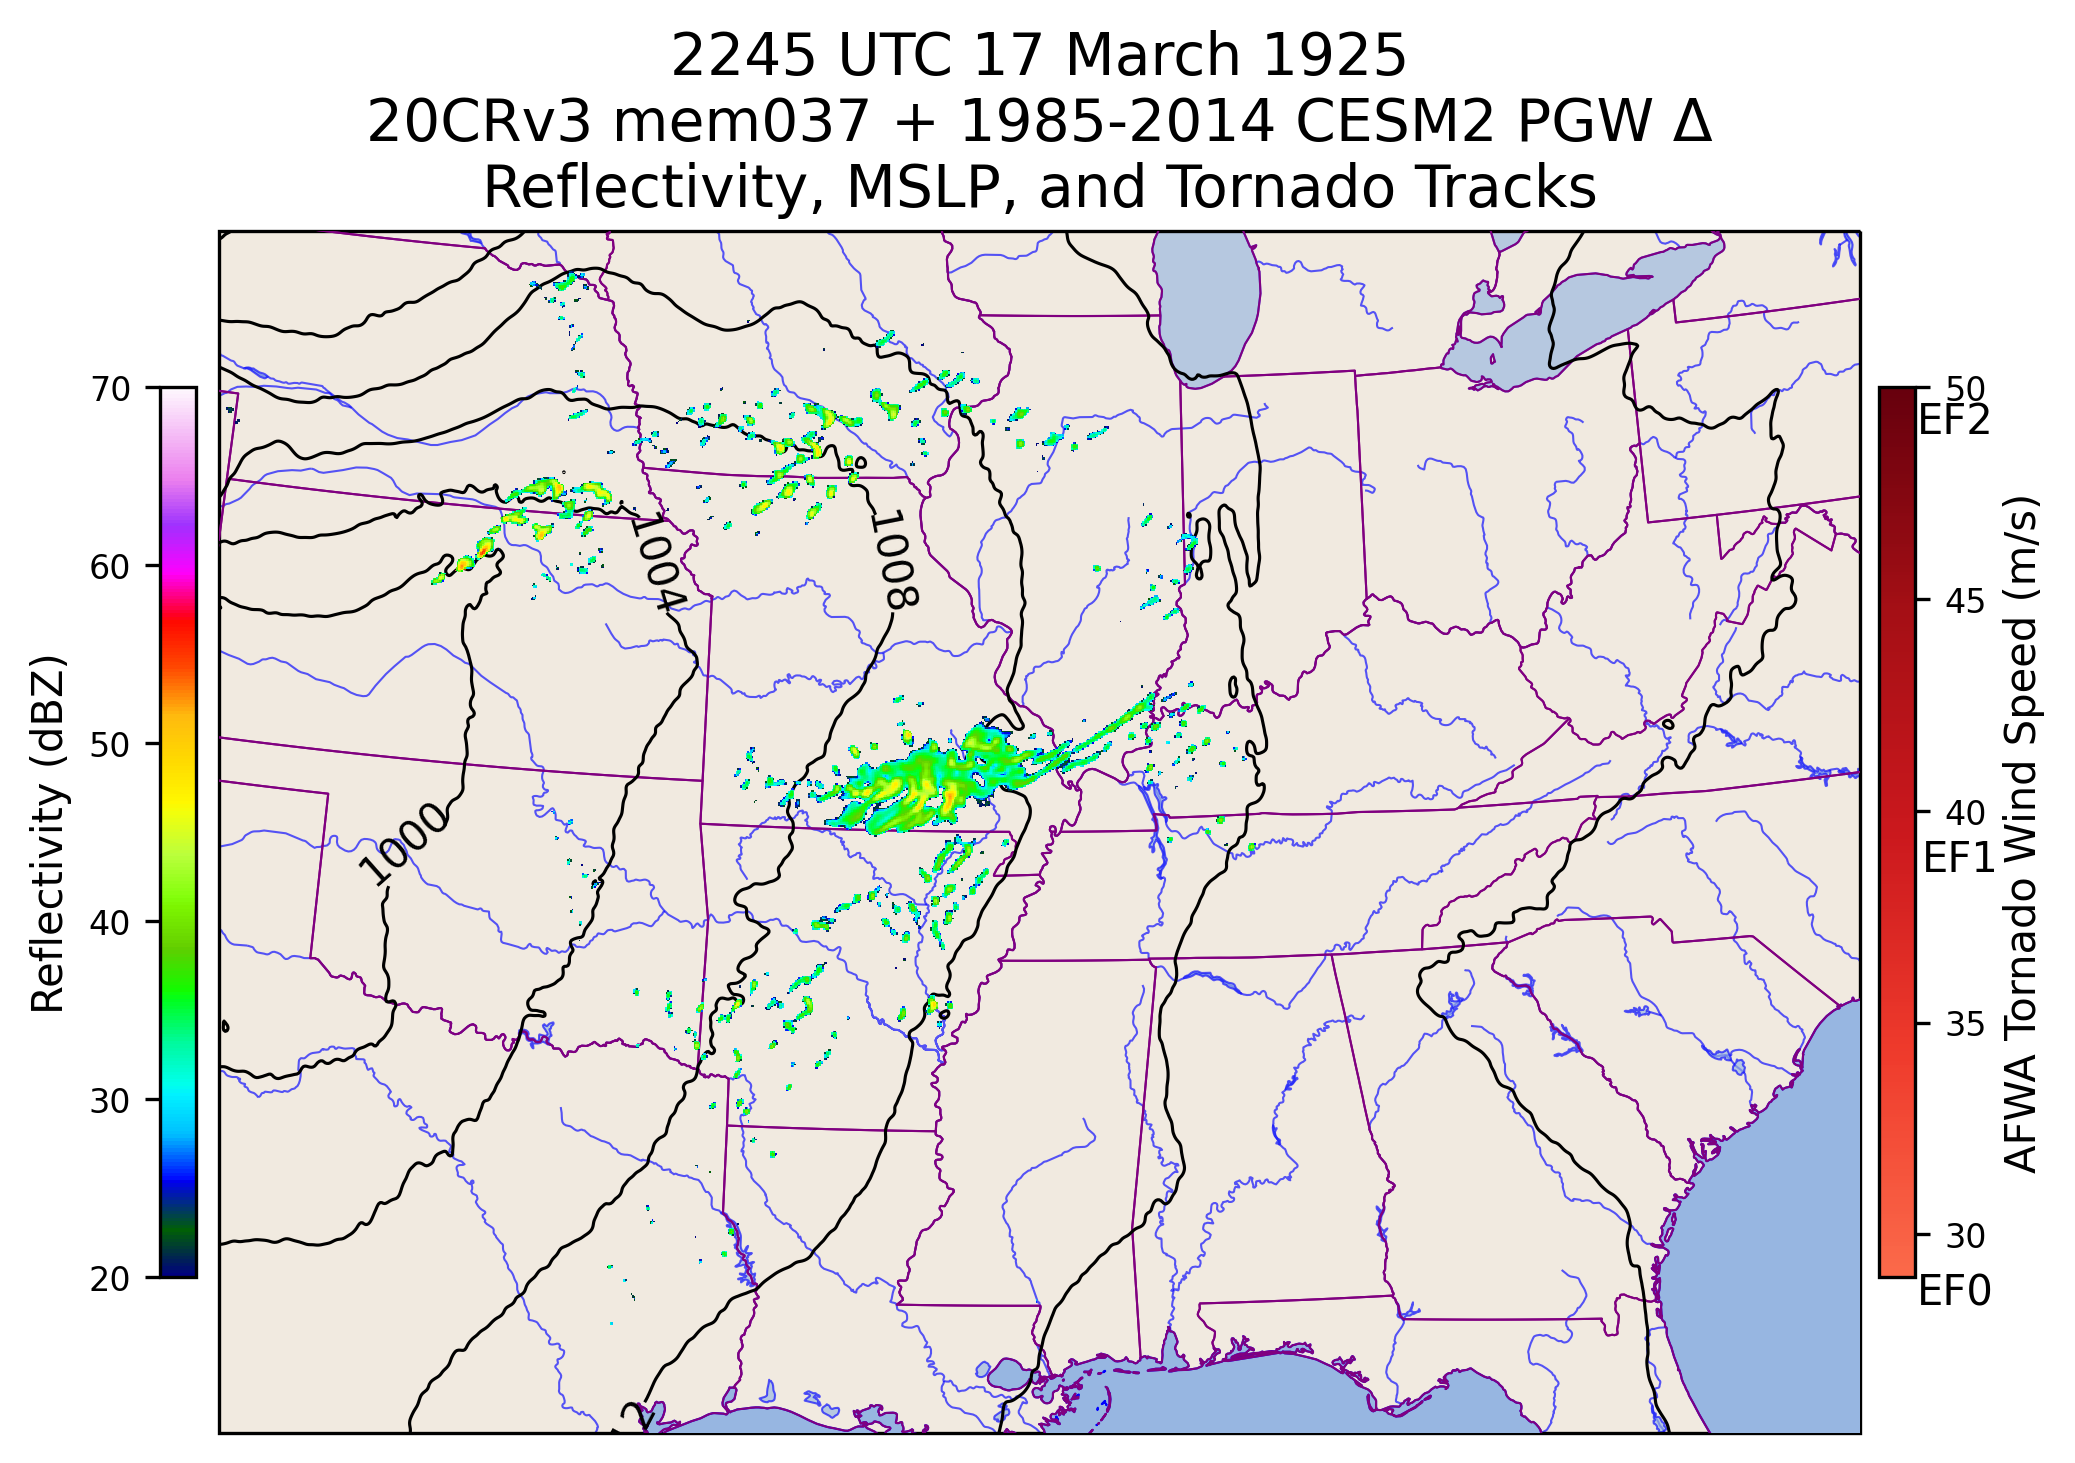 2245 UTC 17 March 1925
20CRv3 mem037 + 1985-2014 CESM2 PGW Δ
Reflectivity, MSLP, and Tornado Tracks
70
60
50
40
30
20
Reflectivity (dBZ)
1004
1008
1000
2
50
EF2
45
40
EF1
35
30
EF0
AFWA Tornado Wind Speed (m/s)